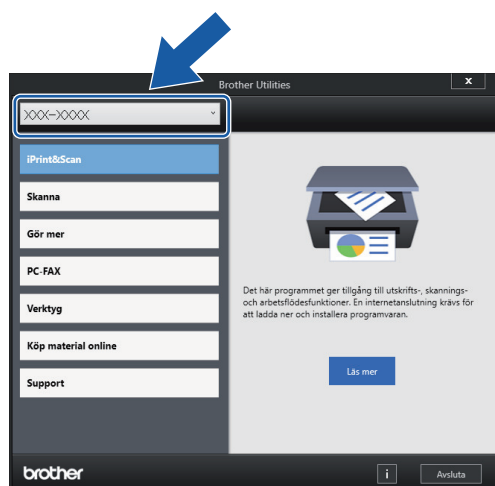 Brother Utilities
x
XXX-XXXX
iPrint&Scan
Skanna
Gör mer
PC-FAX
Verktyg
Köp material online
Support
Det här programmet ger tillgång till utskrifts-, skannings-
och arbetsflödesfunktioner. En internetanslutning krävs för
att ladda ner och installera programvaran.
Läs mer
brother
i
Avsluta